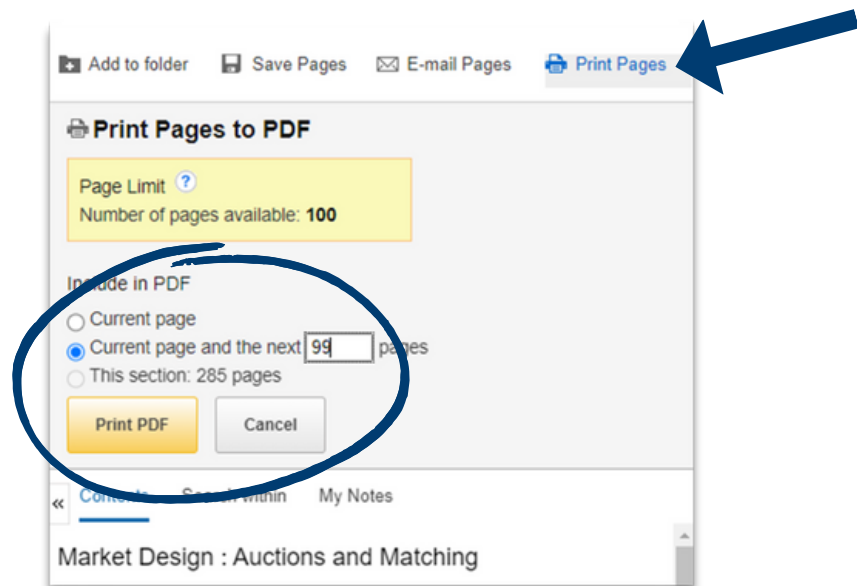 Add to folder Save Pages E-mail Pages Print Pages
Print Pages to PDF
Page Limit ?
Number of pages available: 100
Include in PDF
Current page
Current page and the next 99 pages
This section: 285 pages
Print PDF Cancel
« Contents Search within My Notes
Market Design : Auctions and Matching